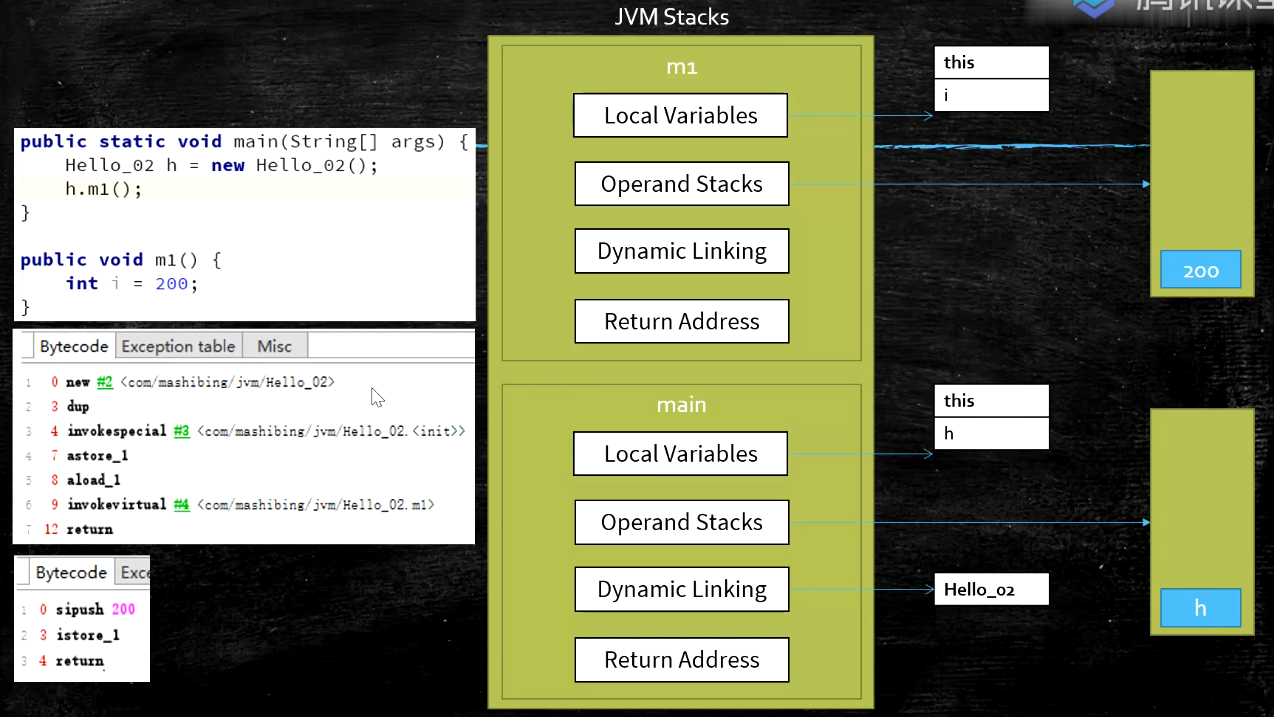 JVM Stacks
腾讯课堂
public static void main(String[] args) {
Hello_02 h = new Hello_02();
h.m1();
}
public void m1() {
int i = 200;
}
Bytecode Exception table Misc
1 0 new #2 <com/mashibing/jvm/Hello_02>
2 3 dup
3 4 invokespecial #3 <com/mashibing/jvm/Hello_02.<init>>
4 7 astore_1
5 8 aload_1
6 9 invokevirtual #4 <com/mashibing/jvm/Hello_02.m1>
7 12 return
Bytecode Exce
1 0 sipush 200
2 3 istore_1
3 4 return
m1
Local Variables
Operand Stacks
Dynamic Linking
Return Address
this
i
200
main
Local Variables
Operand Stacks
Dynamic Linking
Return Address
this
h
Hello_02
h